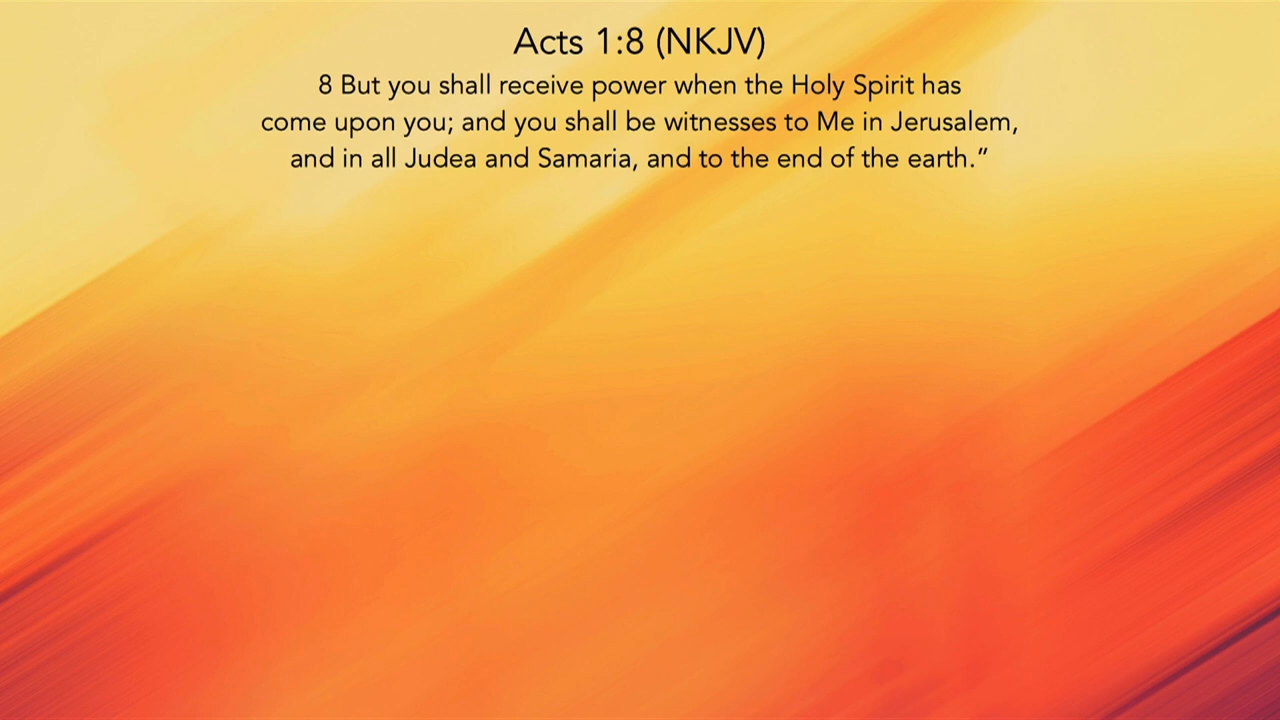 Acts 1:8 (NKJV)
8 But you shall receive power when the Holy Spirit has
come upon you; and you shall be witnesses to Me in Jerusalem,
and in all Judea and Samaria, and to the end of the earth.”